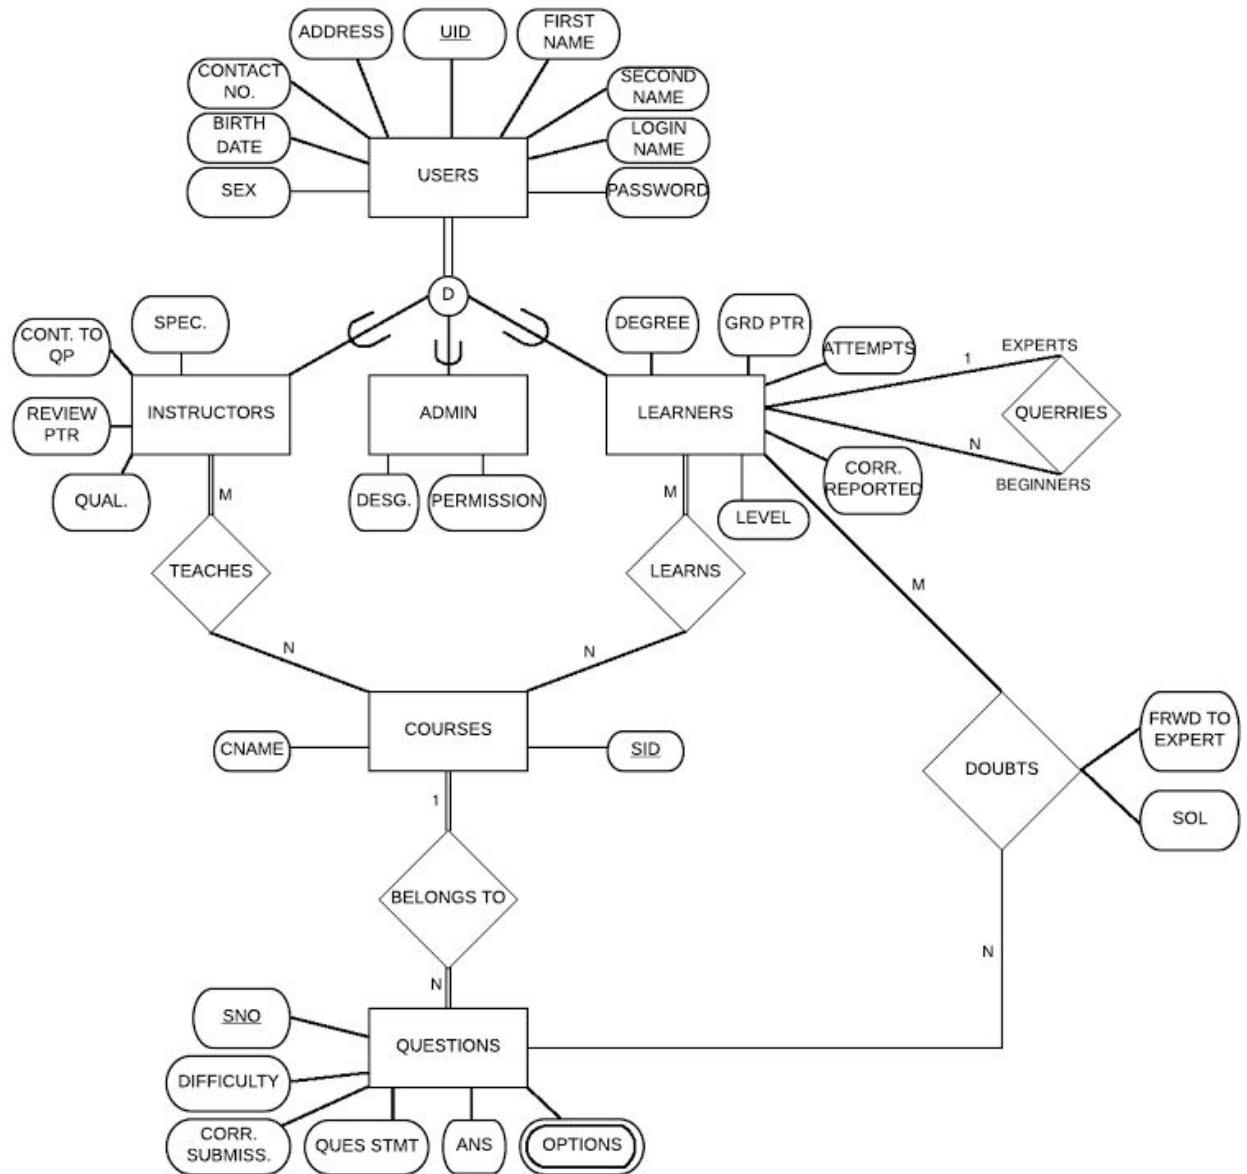 ADDRESS
UID
FIRST
NAME
CONTACT
NO.
SECOND
NAME
BIRTH
DATE
LOGIN
NAME
SEX
USERS
PASSWORD
D
CONT. TO
QP
SPEC.
DEGREE
GRD PTR
ATTEMPTS
EXPERTS
1
REVIEW
PTR
INSTRUCTORS
ADMIN
LEARNERS
QUERRIES
N
BEGINNERS
QUAL.
M
DESG.
PERMISSION
M
LEVEL
CORR.
REPORTED
TEACHES
LEARNS
M
N
N
CNAME
COURSES
SID
FRWD TO
EXPERT
DOUBTS
SOL
1
BELONGS TO
N
N
SNO
QUESTIONS
DIFFICULTY
CORR.
SUBMISS.
QUES STMT
ANS
OPTIONS